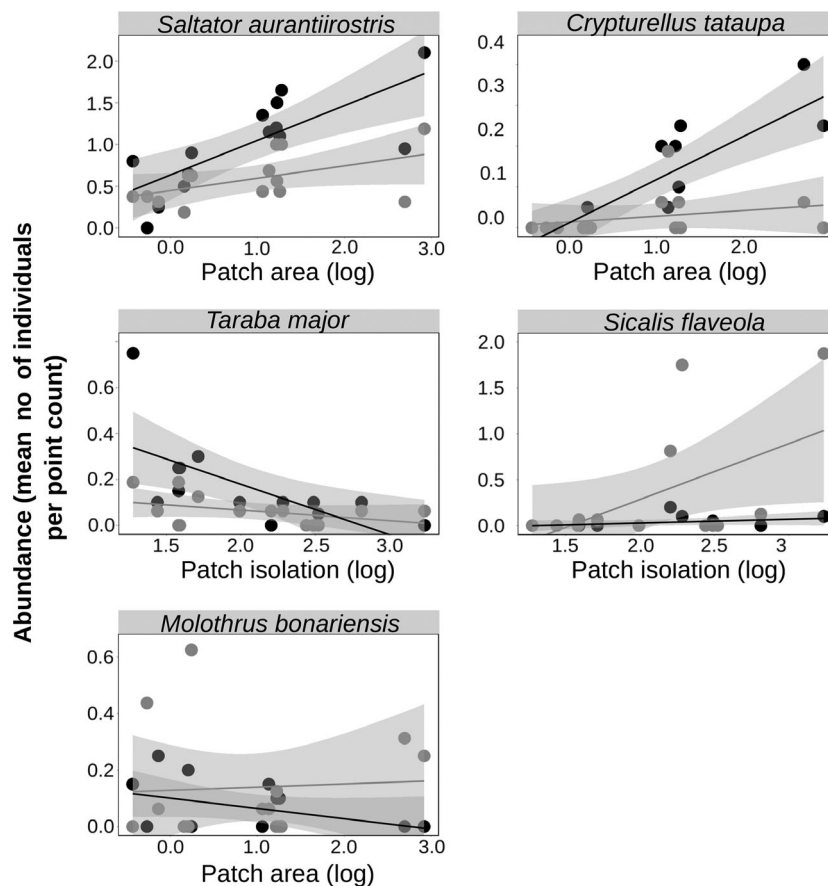 Saltator aurantiirostris
Crypturellus tataupa
2.0
1.5
1.0
0.5
0.0
0.0 1.0 2.0 3.0
Patch area (log)
0.4
0.3
0.2
0.1
0.0
0.0 1.0 2.0
Patch area (log)
Abundance (mean no of individuals
per point count)
Taraba major
Sicalis flaveola
0.6
0.4
0.2
0.0
1.5 2.0 2.5 3.0
Patch isolation (log)
2.0
1.5
1.0
0.5
0.0
1.5 2.0 2.5 3.0
Patch isolation (log)
Molothrus bonariensis
0.6
0.4
0.2
0.0
0.0 1.0 2.0 3.0
Patch area (log)